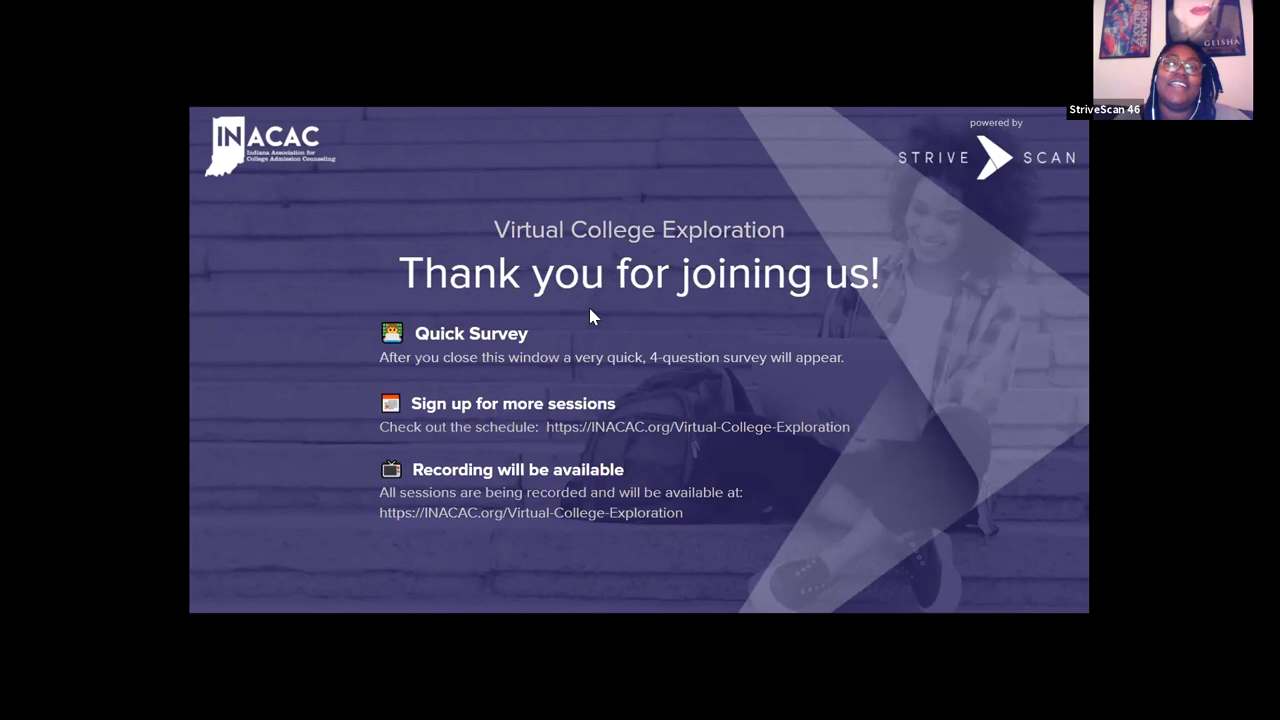 GEISHA
StriveScan 46
INACAC
Indiana Association for
College Admission Counseling
powered by
STRIVE SCAN
Virtual College Exploration
Thank you for joining us!
Quick Survey
After you close this window a very quick, 4-question survey will appear.
Sign up for more sessions
Check out the schedule: https://INACAC.org/Virtual-College-Exploration
Recording will be available
All sessions are being recorded and will be available at:
https://INACAC.org/Virtual-College-Exploration